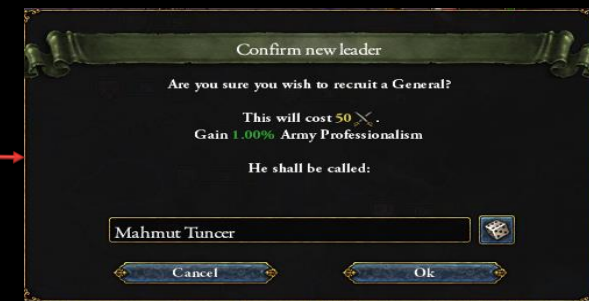 Confirm new leader
Are you sure you wish to recruit a General?
This will cost 50 .
Gain 1.00% Army Professionalism
He shall be called:
Mahmut Tuncer
Cancel Ok